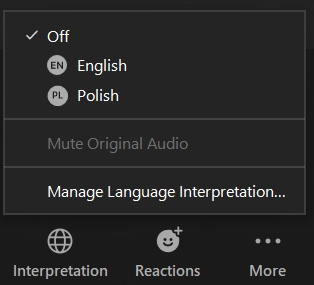 Off
EN English
PL Polish
Mute Original Audio
Manage Language Interpretation...
Interpretation Reactions More